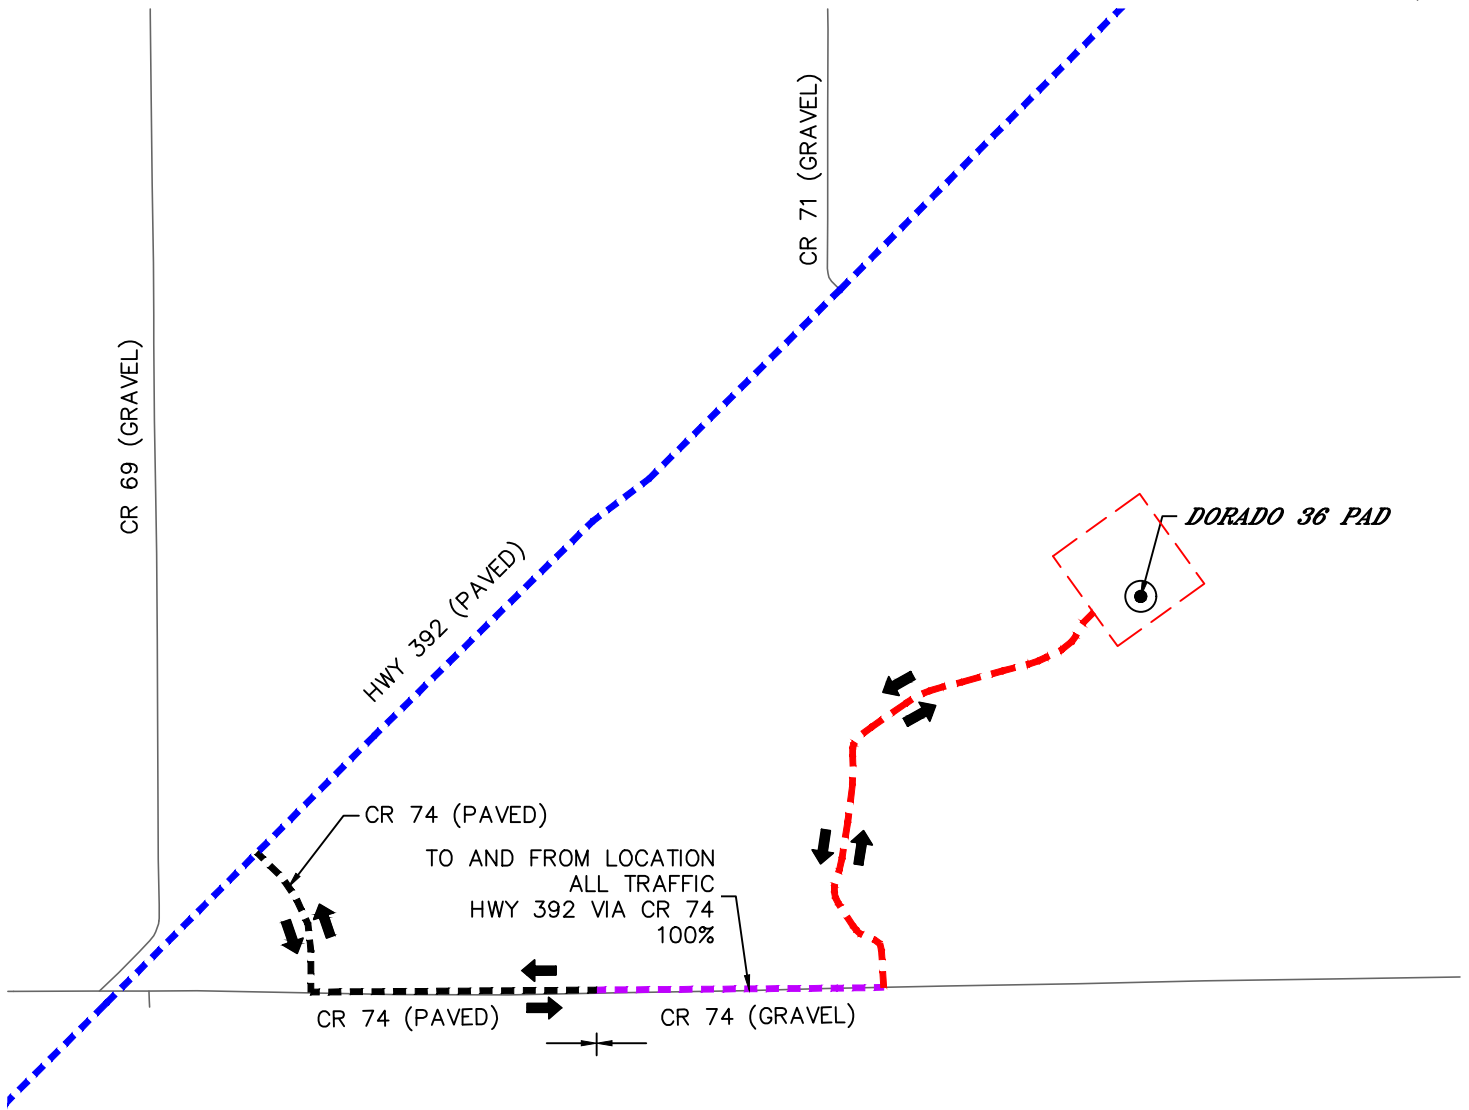 CR 71 (GRAVEL)
CR 69 (GRAVEL)
DORADO 36 PAD
HWY 392 (PAVED)
CR 74 (PAVED)
TO AND FROM LOCATION
ALL TRAFFIC
HWY 392 VIA CR 74
100%
CR 74 (PAVED)
CR 74 (GRAVEL)